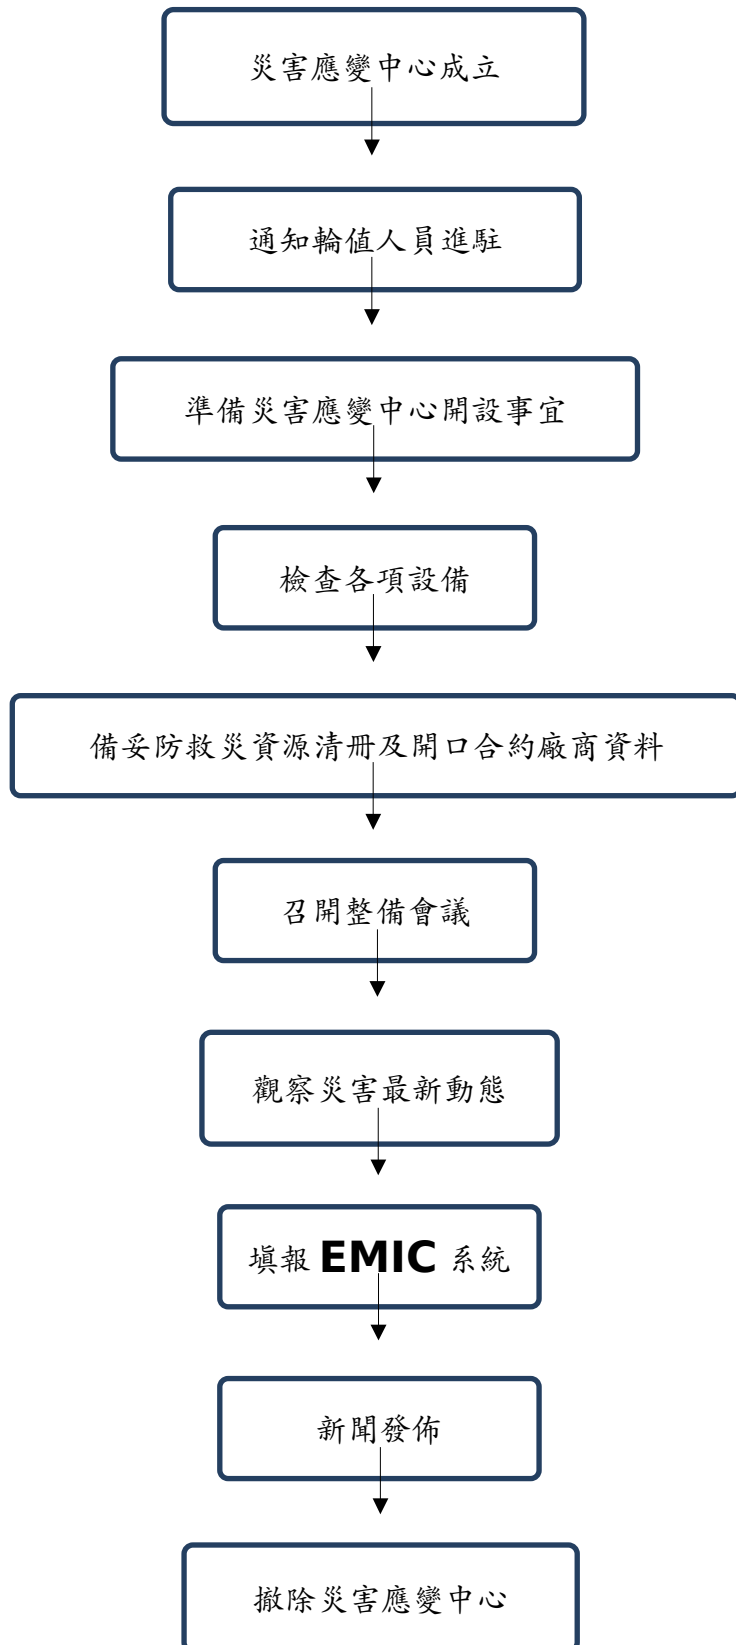 災害應變中心成立
通知輪值人員進駐
準備災害應變中心開設事宜
檢查各項設備
備妥防救災資源清冊及開口合約廠商資料
召開整備會議
觀察災害最新動態
填報 EMIC 系統
新聞發佈
撤除災害應變中心